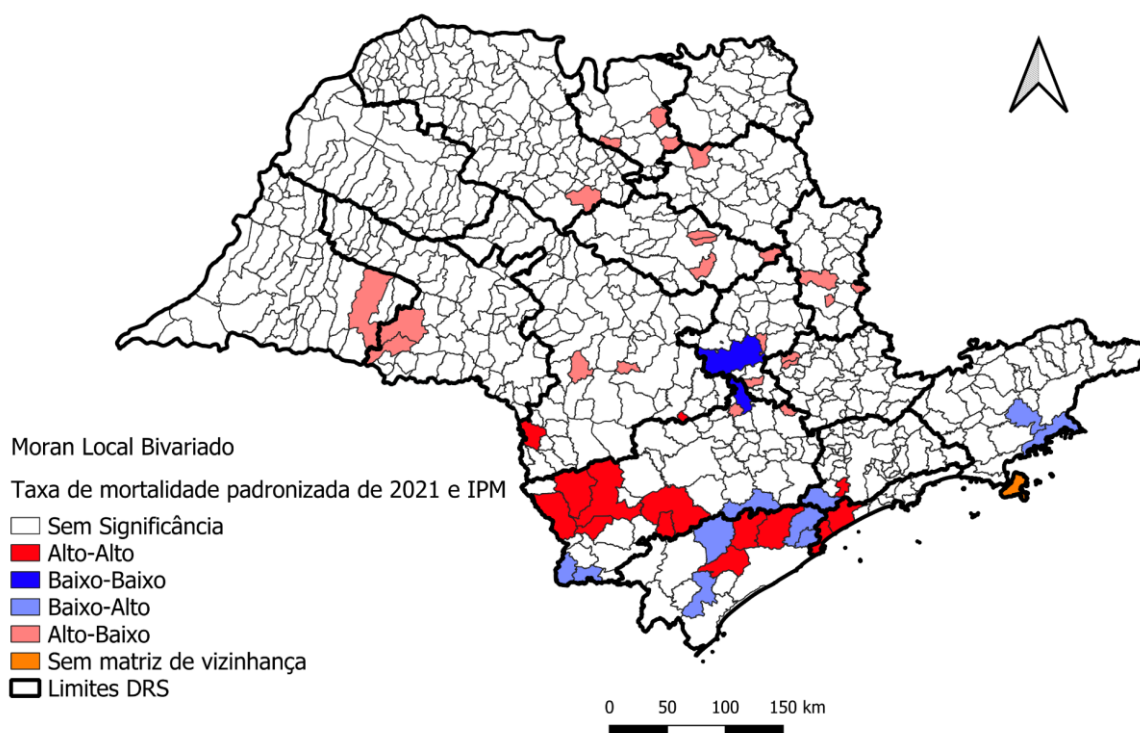 Moran Local Bivariado
Taxa de mortalidade padronizada de 2021 e IPM
Sem Significância
Alto-Alto
Baixo-Baixo
Baixo-Alto
Alto-Baixo
Sem matriz de vizinhança
Limites DRS
0 50 100 150 km